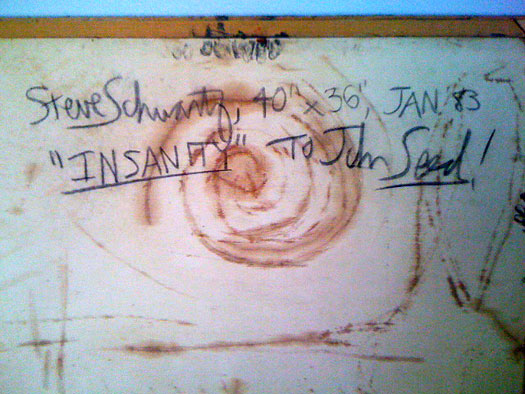 Steve Schwartz, 40" x 36", JAN. 83
"INSANITY" TO John Seed!